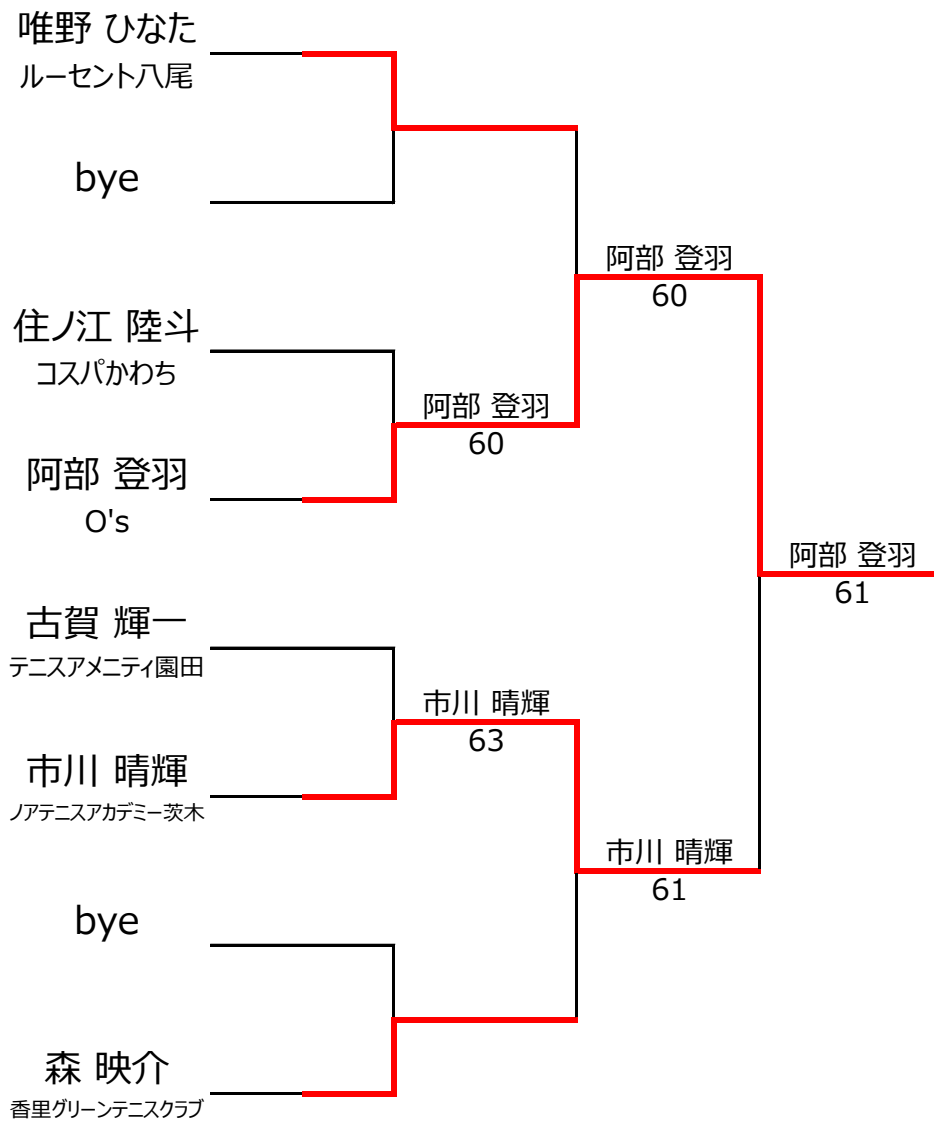 唯野 ひなた
ルーセント八尾
bye
阿部 登羽
60
住ノ江 陸斗
コスパかわち
阿部 登羽
60
阿部 登羽
O's
阿部 登羽
61
古賀 輝一
テニスアメニティ園田
市川 晴輝
63
市川 晴輝
ノアテニスアカデミー茨木
市川 晴輝
61
bye
森 映介
香里グリーンテニスクラブ